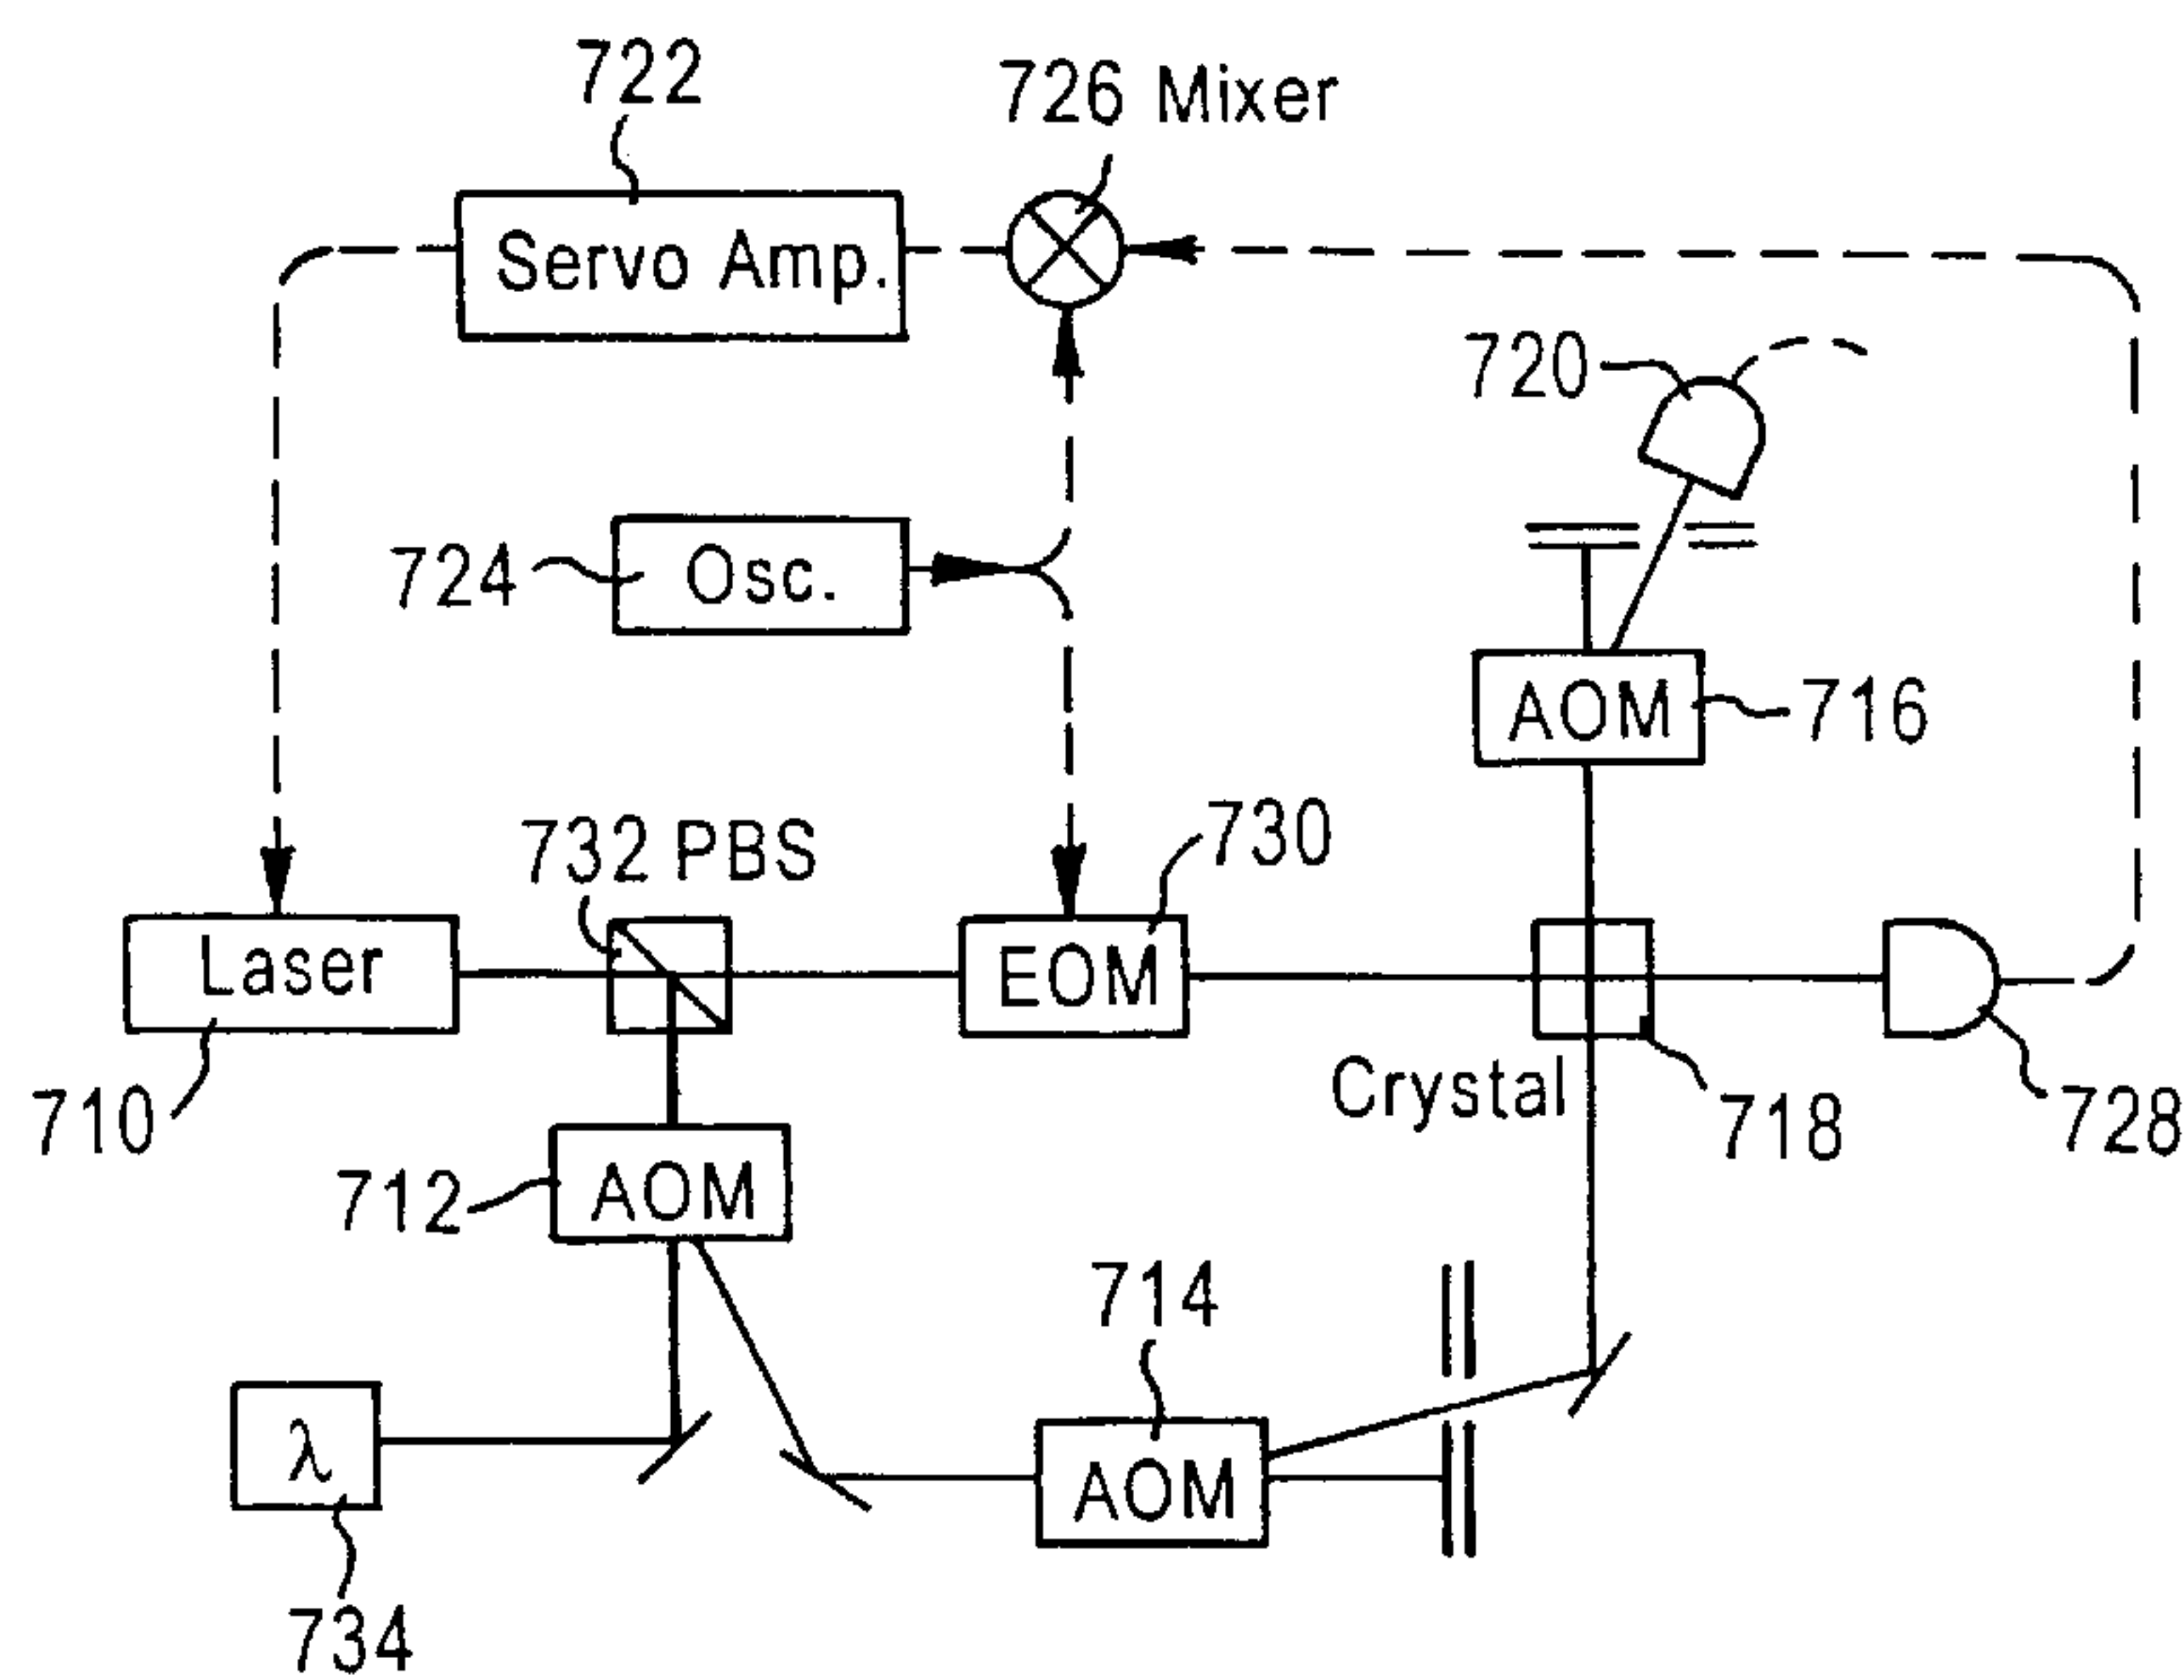 722
726 Mixer
Servo Amp.
720
724
Osc.
AOM
716
732 PBS
730
Laser
EOM
710
Crystal
718
728
712
AOM
714
λ
AOM
734